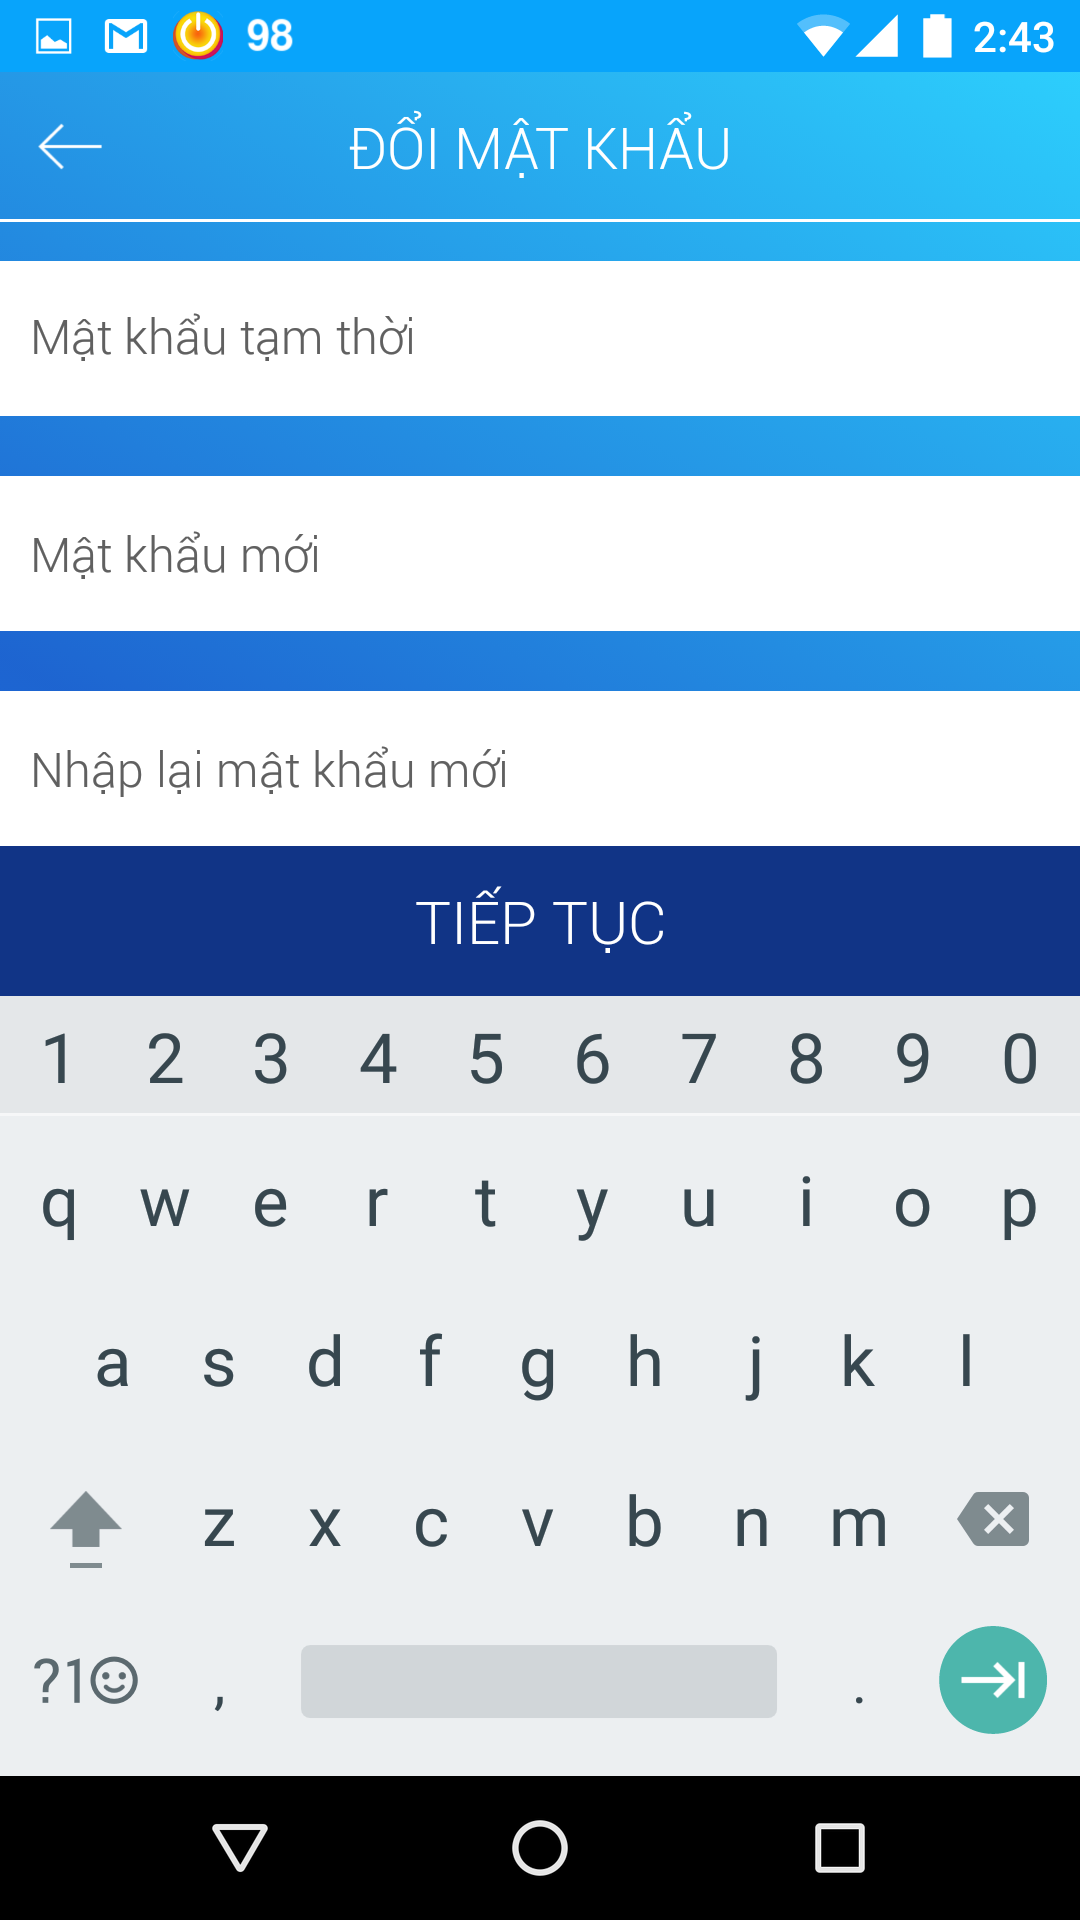 98 2:43
ĐỔI MẬT KHẨU
Mật khẩu tạm thời
Mật khẩu mới
Nhập lại mật khẩu mới
TIẾP TỤC
1 2 3 4 5 6 7 8 9 0
q w e r t y u i o p
a s d f g h j k l
z x c v b n m
?1☺ , .